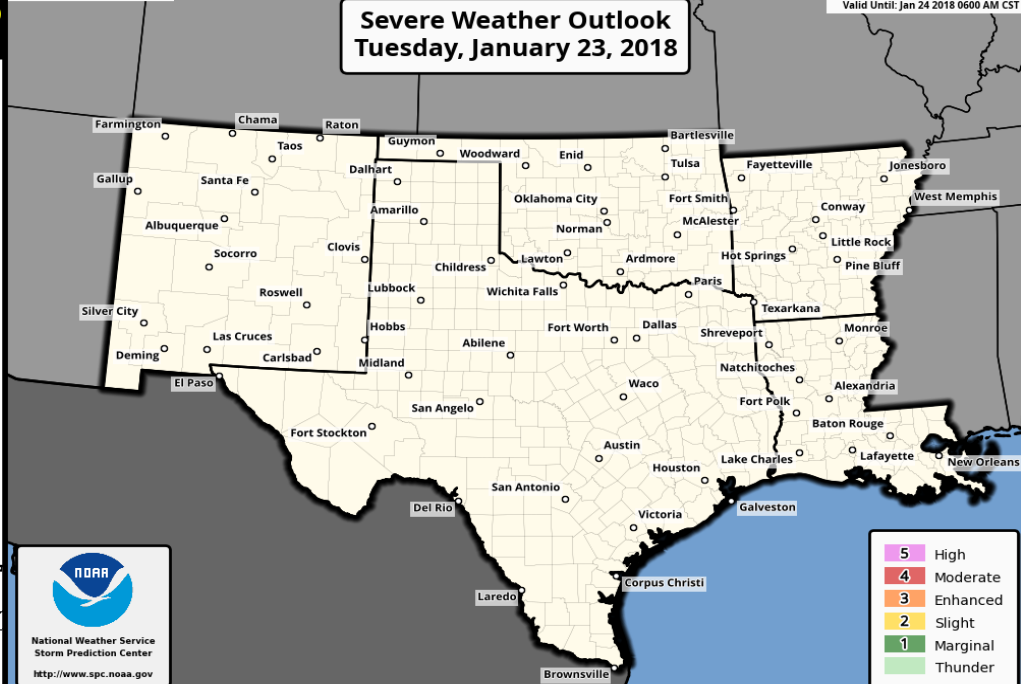 Valid Until: Jan 24 2018 0600 AM CST
Severe Weather Outlook
Tuesday, January 23, 2018
Farmington
Chama
Raton
Guymon
Bartlesville
Taos
Woodward
Enid
Tulsa
Fayetteville
Jonesboro
Gallup
Santa Fe
Dalhart
Oklahoma City
Fort Smith
West Memphis
Albuquerque
Amarillo
Norman
McAlester
Conway
Socorro
Clovis
Childress
Lawton
Ardmore
Hot Springs
Little Rock
Pine Bluff
Roswell
Lubbock
Wichita Falls
Paris
Texarkana
Silver City
Hobbs
Fort Worth
Dallas
Shreveport
Monroe
Deming
Las Cruces
Carlsbad
Midland
Abilene
Natchitoches
El Paso
San Angelo
Waco
Fort Polk
Alexandria
Fort Stockton
Austin
Baton Rouge
Lake Charles
Lafayette
New Orleans
Houston
San Antonio
Del Rio
Victoria
Galveston
Laredo
Corpus Christi
Brownsville
NOAA
National Weather Service
Storm Prediction Center
http://www.spc.noaa.gov
5 High
4 Moderate
3 Enhanced
2 Slight
1 Marginal
Thunder